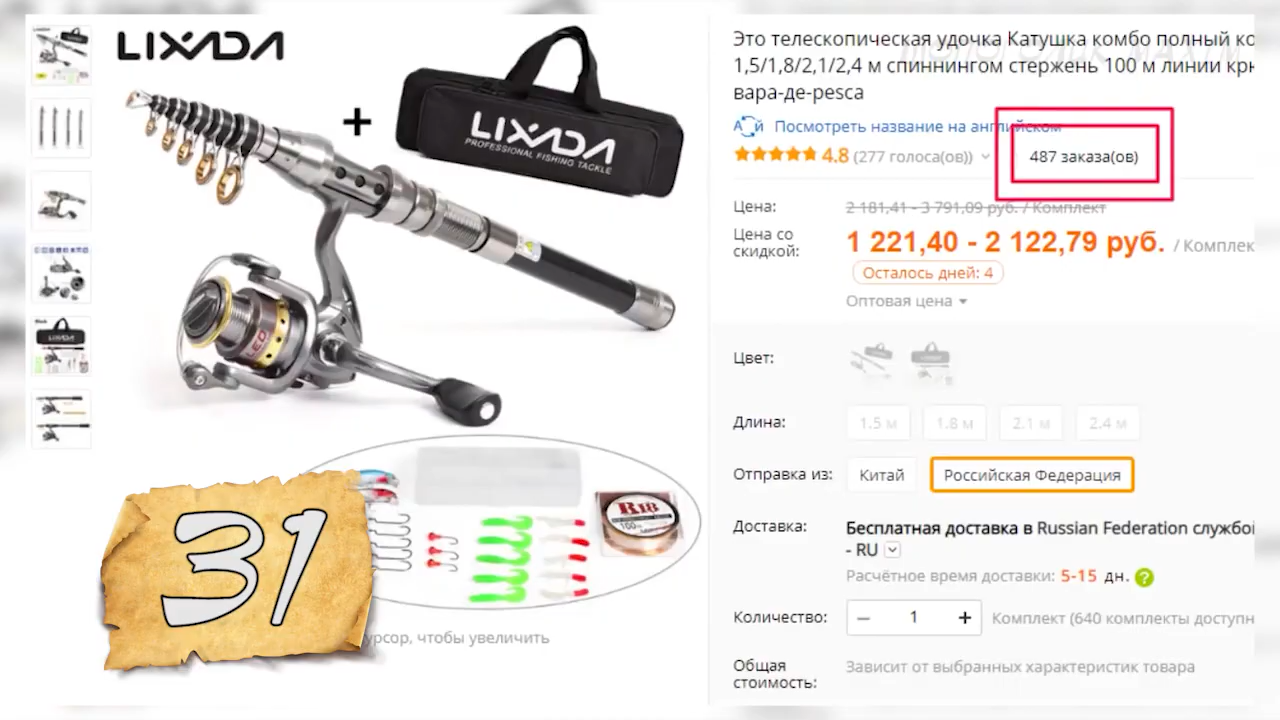 LIXADA
+
LIXADA
PROFESSIONAL FISHING TACKLE
Это телескопическая удочка Катушка комбо полный ко
1,5/1,8/2,1/2,4 м спиннингом стержень 100 м линии крю
вара-де-pesca
Посмотреть название на английском
4.8 (277 голоса(ов))
487 заказа(ов)
Цена: 2 181,41 - 3 791,09 руб. / Комплект
Цена со скидкой: 1 221,40 - 2 122,79 руб. / Комплек
Осталось дней: 4
Оптовая цена
Цвет:
Длина: 1.5 м 1.8 м 2.1 м 2.4 м
Отправка из: Китай Российская Федерация
Доставка: Бесплатная доставка в Russian Federation службой
- RU
Расчётное время доставки: 5-15 дн. ?
Количество: − 1 + Комплект (640 комплекты доступн
Общая стоимость: Зависит от выбранных характеристик товара
R18
100
31
урсор, чтобы увеличить